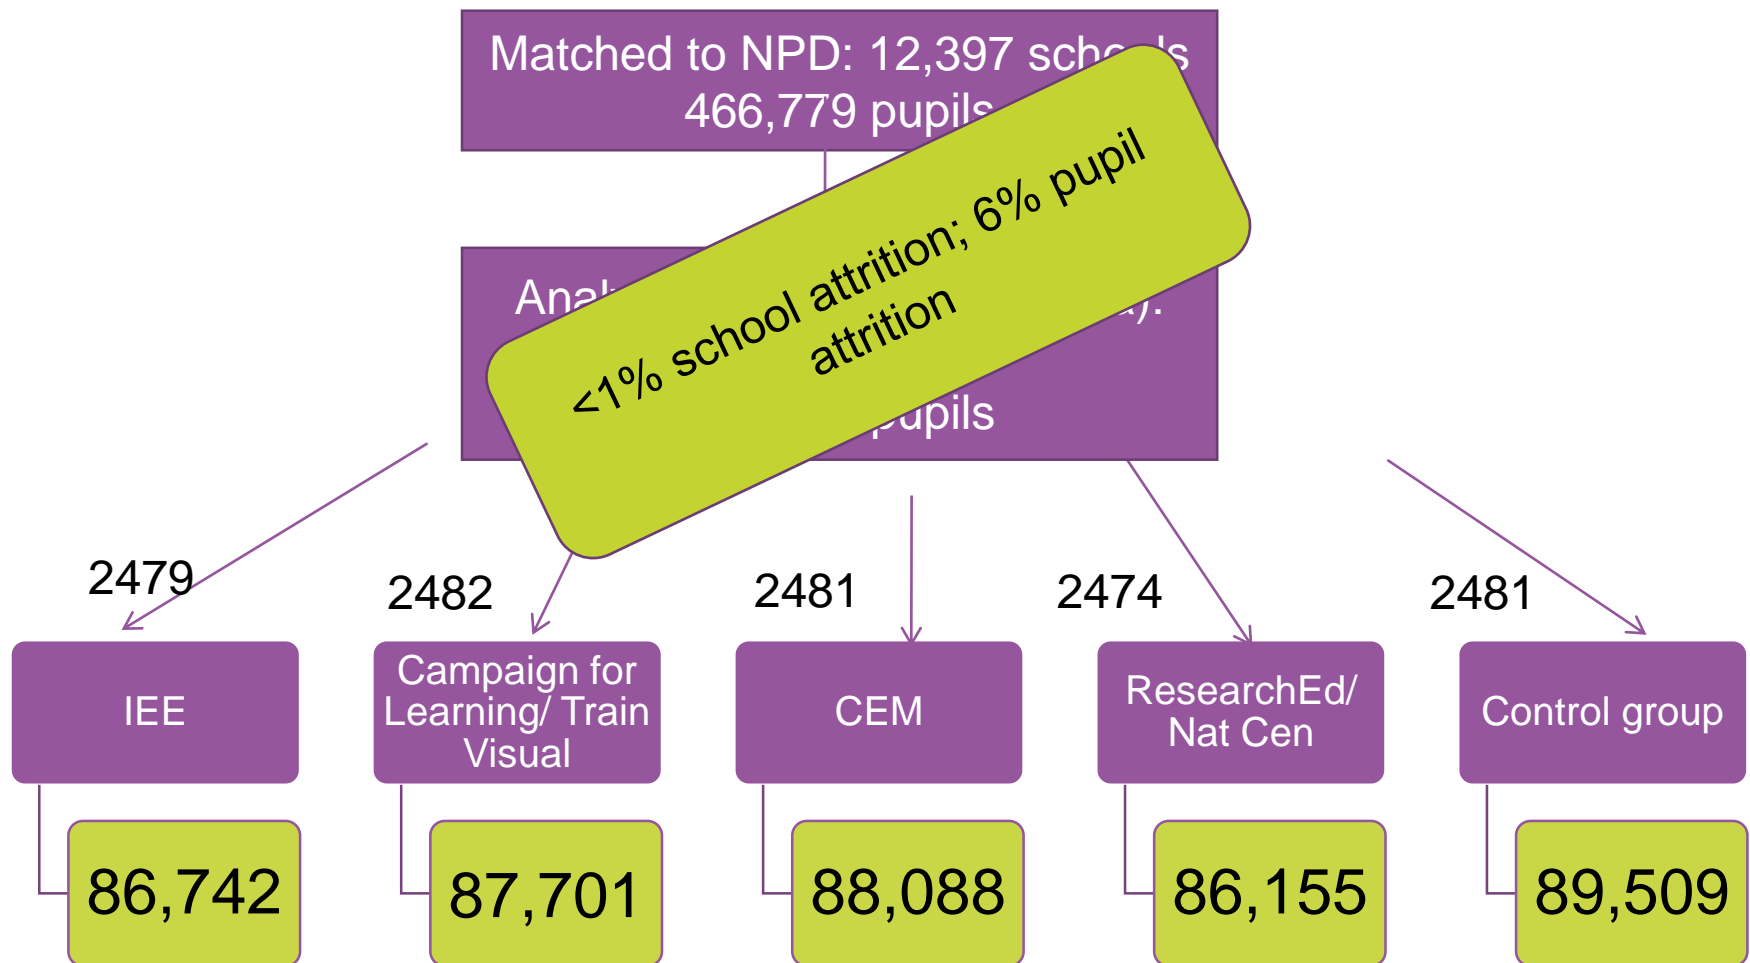 Matched to NPD: 12,397 schools
466,779 pupils
<1% school attrition; 6% pupil
attrition
pupils
2479
2482
2481
2474
2481
IEE
Campaign for
Learning/ Train
Visual
CEM
ResearchEd/
Nat Cen
Control group
86,742
87,701
88,088
86,155
89,509